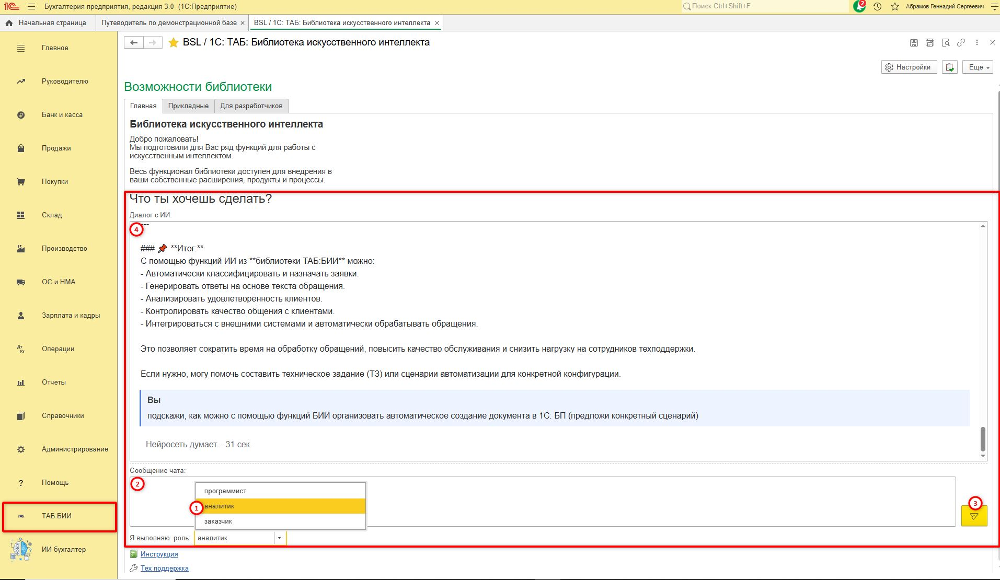 Бухгалтерия предприятия, редакция 3.0 (1С:Предприятие)
Поиск Ctrl+Shift+F
2
Абрамов Геннадий Сергеевич
Начальная страница
Путеводитель по демонстрационной базе ×
BSL / 1С: ТАБ: Библиотека искусственного интеллекта ×
Главное
Руководителю
Банк и касса
Продажи
Покупки
Склад
Производство
ОС и НМА
Зарплата и кадры
Дт Кт
Операции
Отчеты
Справочники
Администрирование
? Помощь
ТАБ ТАБ:БИИ
ИИ бухгалтер
BSL / 1С: ТАБ: Библиотека искусственного интеллекта
Настройки
Еще
Возможности библиотеки
Главная
Прикладные
Для разработчиков
Библиотека искусственного интеллекта
Добро пожаловать!
Мы подготовили для Вас ряд функций для работы с
искусственным интеллектом.
Весь функционал библиотеки доступен для внедрения в
ваши собственные расширения, продукты и процессы.
Что ты хочешь сделать?
Диалог с ИИ:
4
---
### 📌 **Итог:**
С помощью функций ИИ из **библиотеки ТАБ:БИИ** можно:
- Автоматически классифицировать и назначать заявки.
- Генерировать ответы на основе текста обращения.
- Анализировать удовлетворённость клиентов.
- Контролировать качество общения с клиентами.
- Интегрироваться с внешними системами и автоматически обрабатывать обращения.
Это позволяет сократить время на обработку обращений, повысить качество обслуживания и снизить нагрузку на сотрудников техподдержки.
Если нужно, могу помочь составить техническое задание (ТЗ) или сценарии автоматизации для конкретной конфигурации.
Вы
подскажи, как можно с помощью функций БИИ организовать автоматическое создание документа в 1С: БП (предложи конкретный сценарий)
Нейросеть думает... 31 сек.
Сообщение чата:
2
программист
1 аналитик
заказчик
3
Я выполняю роль: аналитик
Инструкция
Тех поддержка